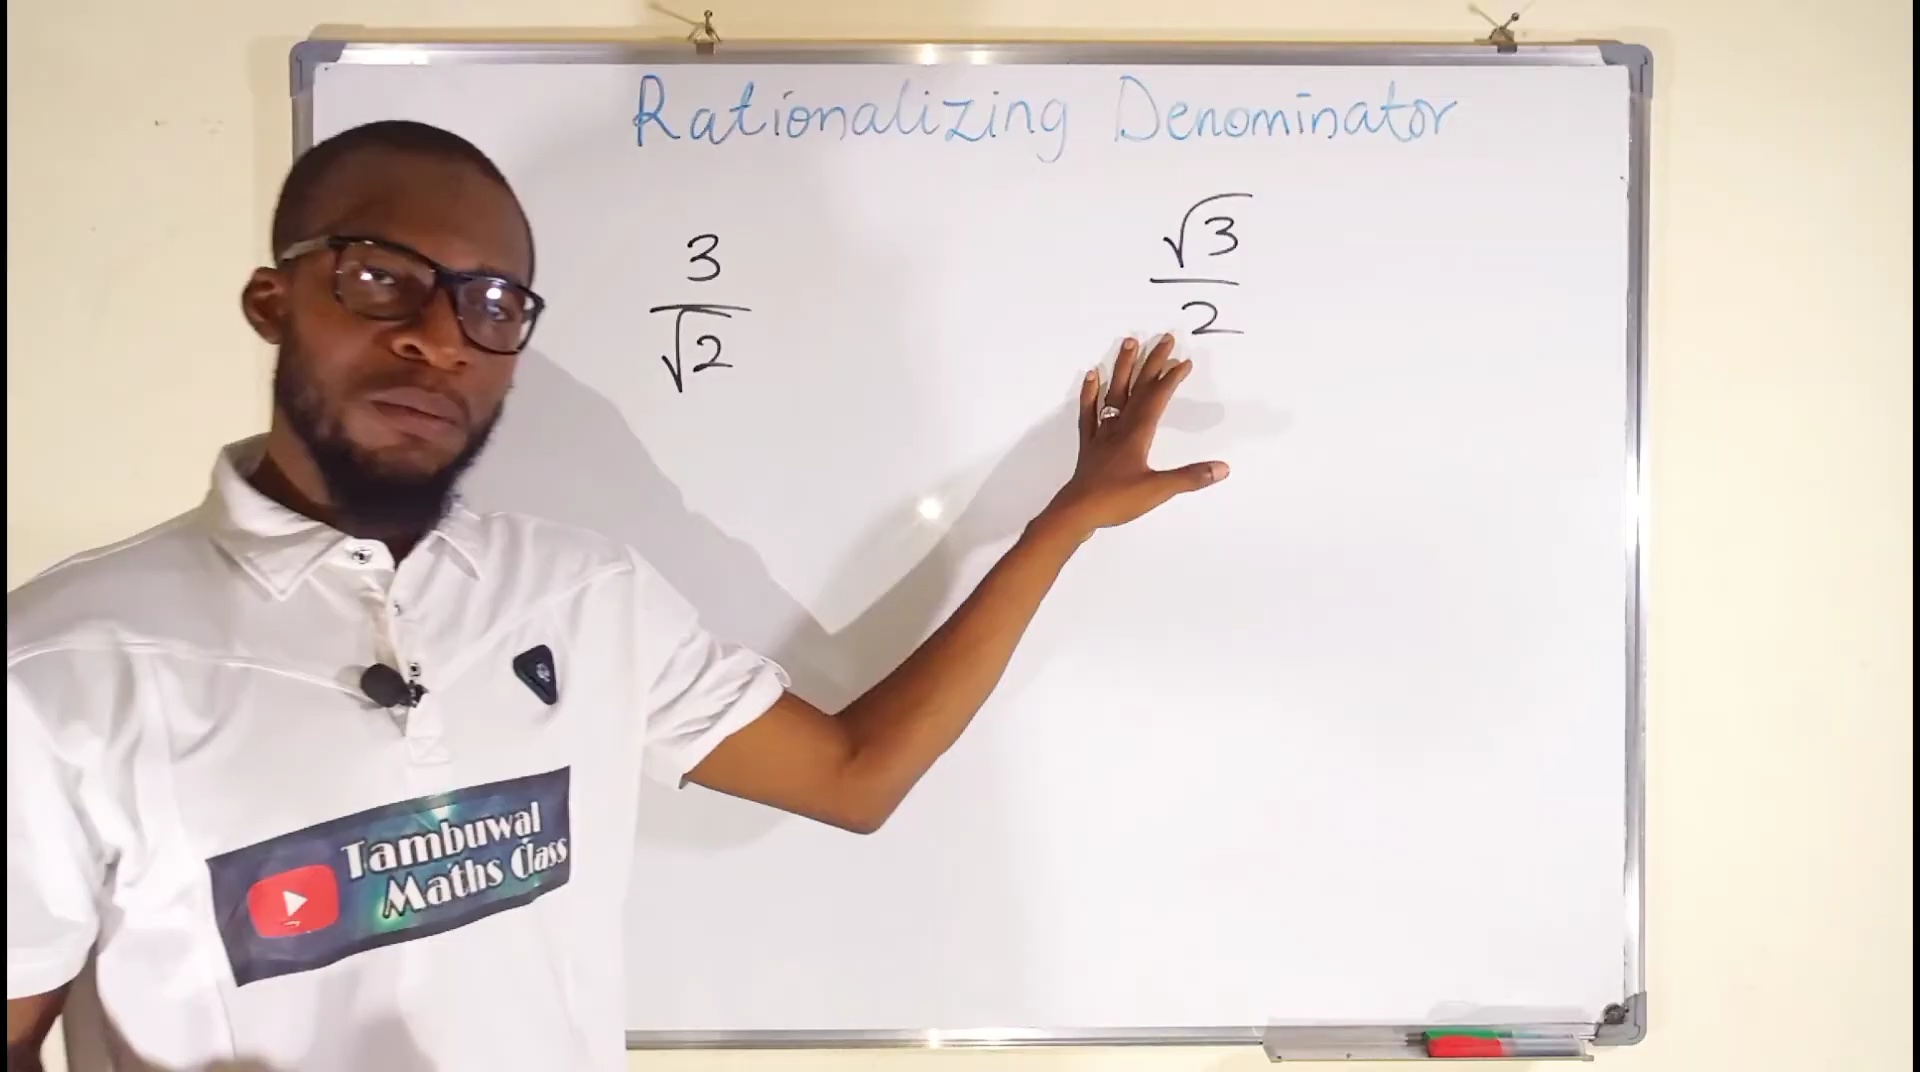 Rationalizing Denominator
3
√2
√3
2
Tambuwal
Maths Class